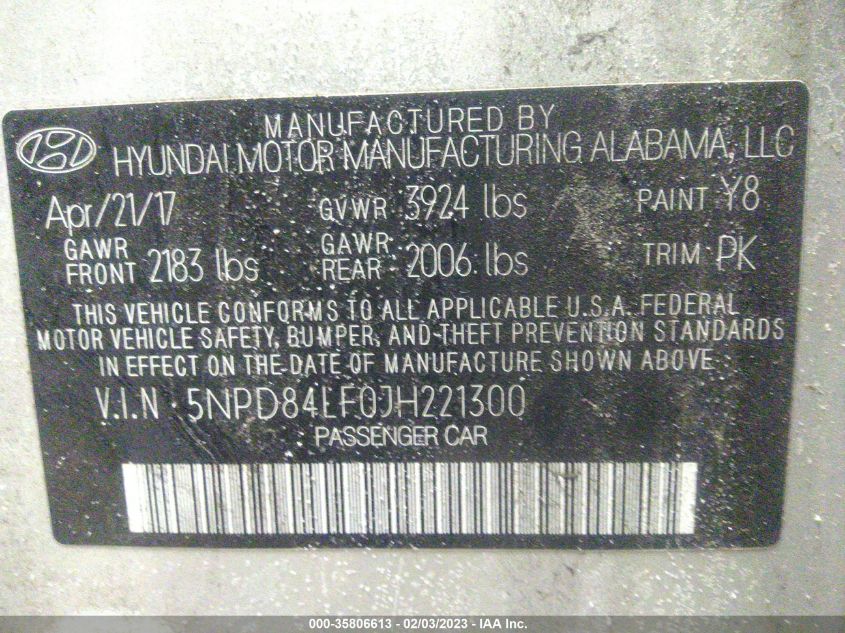 MANUFACTURED BY
HYUNDAI MOTOR MANUFACTURING ALABAMA, LLC
Apr/21/17 GVWR 3924 lbs PAINT Y8
GAWR FRONT 2183 lbs GAWR REAR 2006 lbs TRIM PK
THIS VEHICLE CONFORMS TO ALL APPLICABLE U.S.A. FEDERAL
MOTOR VEHICLE SAFETY, BUMPER, AND THEFT PREVENTION STANDARDS
IN EFFECT ON THE DATE OF MANUFACTURE SHOWN ABOVE.
V.I.N : 5NPD84LF0JH221300
PASSENGER CAR
000-35806613 - 02/03/2023 - IAA Inc.